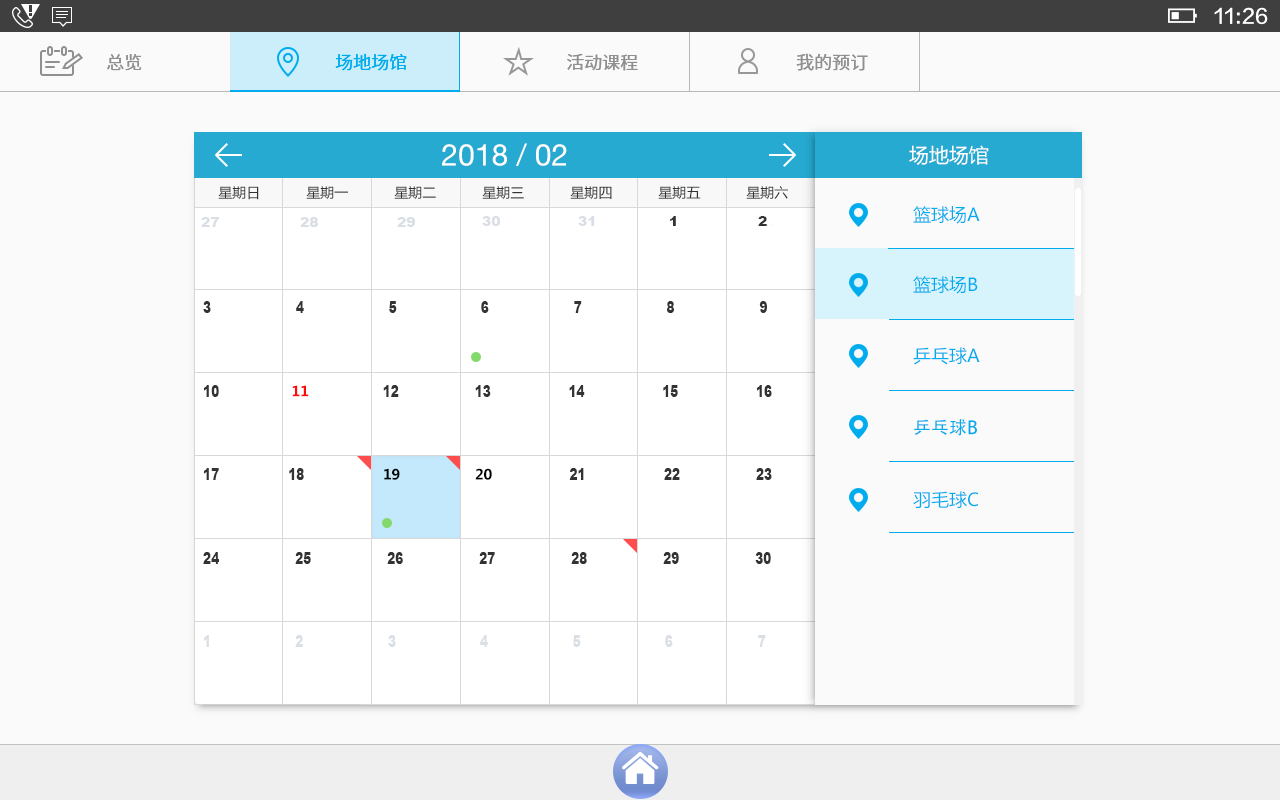 11:26
总览 场地场馆 活动课程 我的预订
2018 / 02 场地场馆
星期日 星期一 星期二 星期三 星期四 星期五 星期六
27 28 29 30 31 1 2
篮球场A
3 4 5 6 7 8 9
篮球场B
乒乓球A
10 11 12 13 14 15 16
乒乓球B
17 18 19 20 21 22 23
羽毛球C
24 25 26 27 28 29 30
1 2 3 4 5 6 7